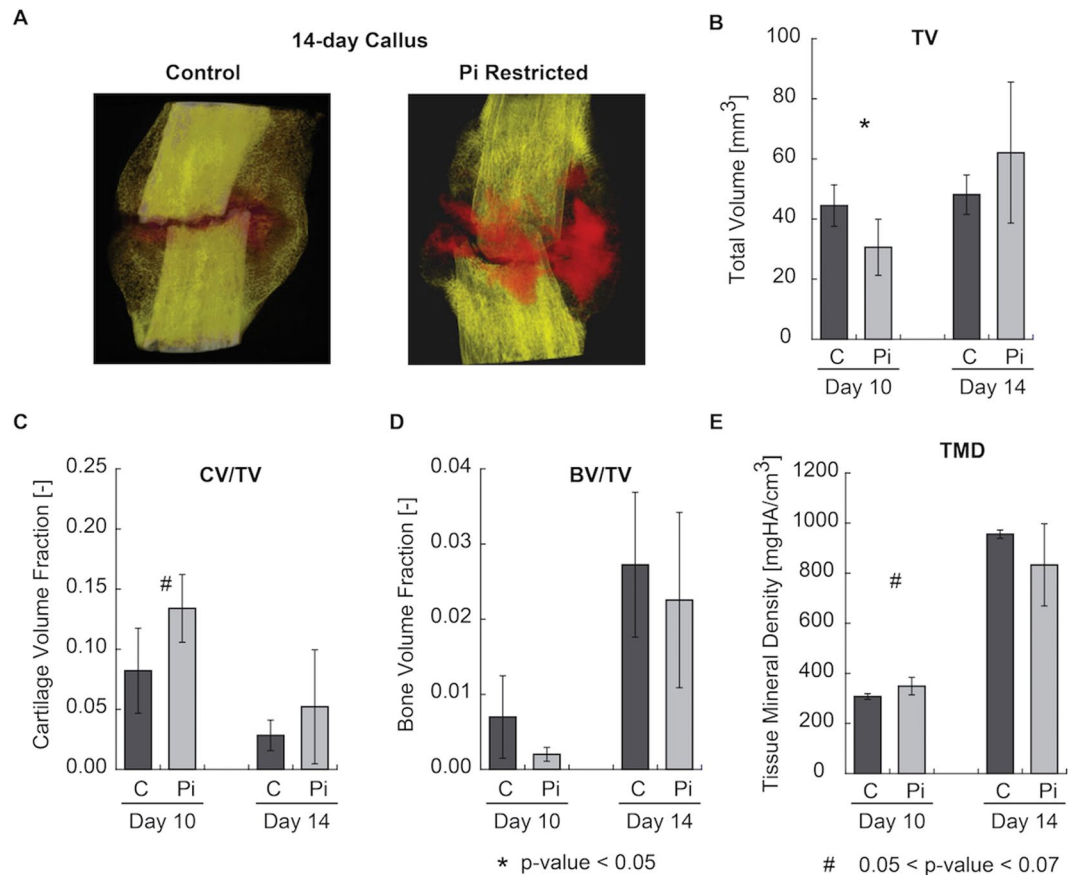 A
14-day Callus
Control
Pi Restricted
B
TV
Total Volume [mm³]
100
80
60
40
20
0
*
C Pi C Pi
Day 10 Day 14
C
CV/TV
Cartilage Volume Fraction [-]
0.25
0.20
0.15
0.10
0.05
0.00
#
C Pi C Pi
Day 10 Day 14
D
BV/TV
Bone Volume Fraction [-]
0.04
0.03
0.02
0.01
0.00
C Pi C Pi
Day 10 Day 14
* p-value < 0.05
E
TMD
Tissue Mineral Density [mgHA/cm³]
1200
1000
800
600
400
200
0
#
C Pi C Pi
Day 10 Day 14
# 0.05 < p-value < 0.07